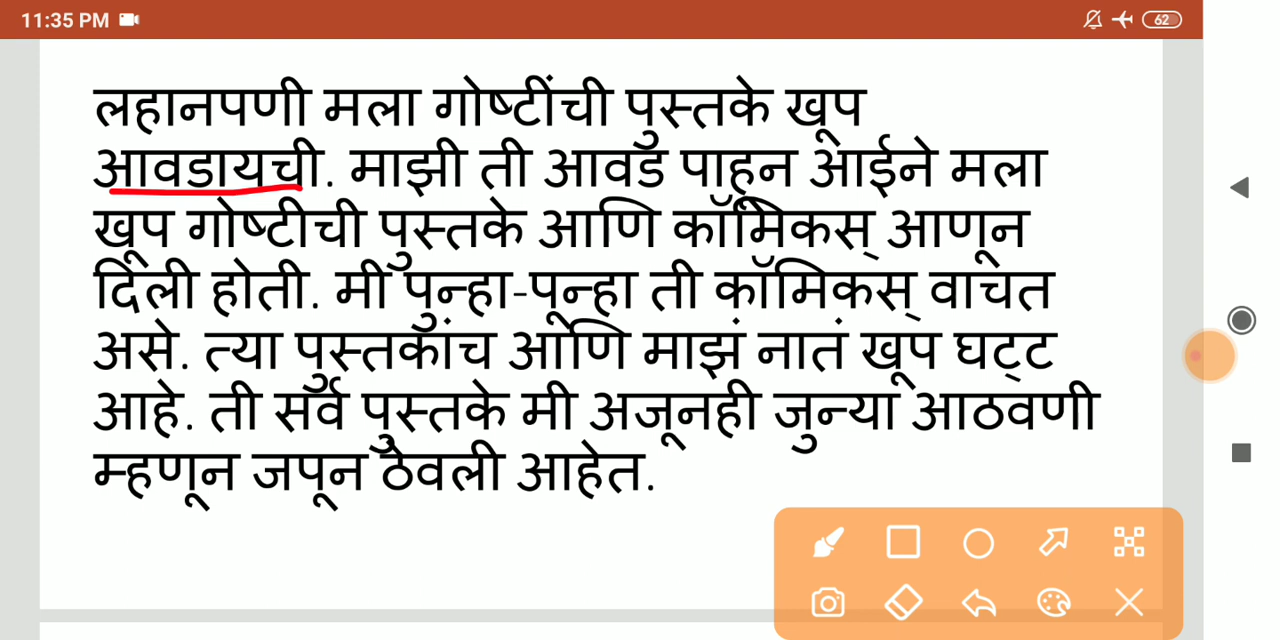 11:35 PM
62
लहानपणी मला गोष्टींची पुस्तके खूप
आवडायची. माझी ती आवड पाहून आईने मला
खूप गोष्टीची पुस्तके आणि कॉमिकस् आणून
दिली होती. मी पुन्हा-पून्हा ती कॉमिकस् वाचत
असे. त्या पुस्तकांच आणि माझं नातं खूप घट्ट
आहे. ती सर्व पुस्तके मी अजूनही जुन्या आठवणी
म्हणून जपून ठेवली आहेत.